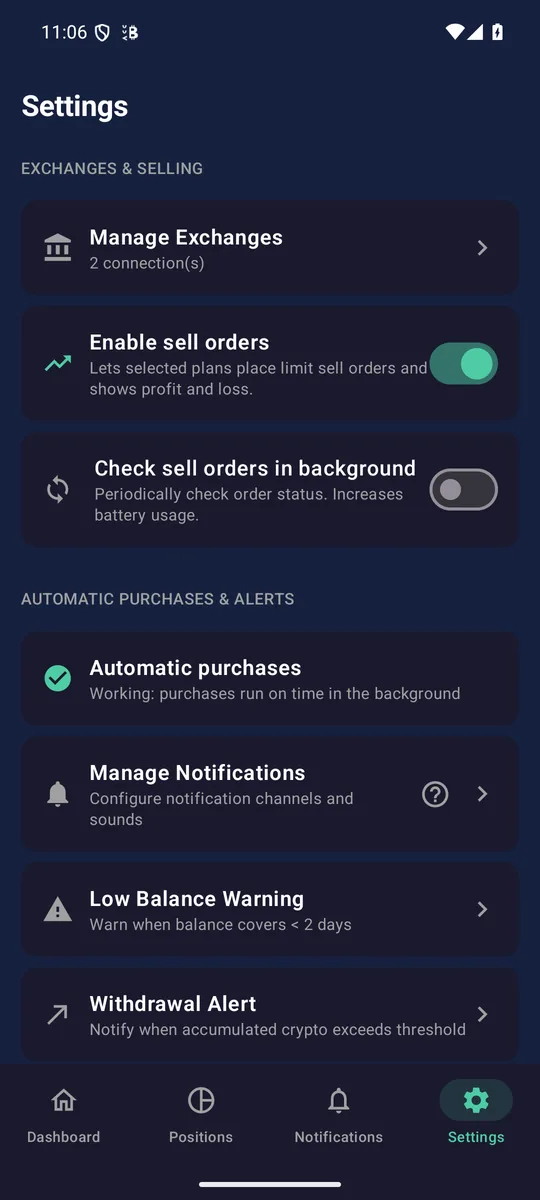 11:06
Settings
EXCHANGES & SELLING
Manage Exchanges
2 connection(s)
Enable sell orders
Lets selected plans place limit sell orders and
shows profit and loss.
Check sell orders in background
Periodically check order status. Increases
battery usage.
AUTOMATIC PURCHASES & ALERTS
Automatic purchases
Working: purchases run on time in the background
Manage Notifications
Configure notification channels and
sounds
Low Balance Warning
Warn when balance covers < 2 days
Withdrawal Alert
Notify when accumulated crypto exceeds threshold
Dashboard
Positions
Notifications
Settings